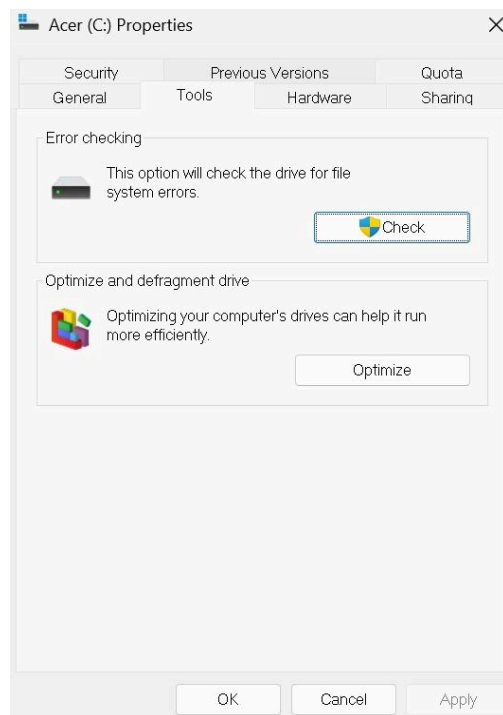 Acer (C:) Properties
Security Previous Versions Quota
General Tools Hardware Sharing
Error checking
This option will check the drive for file
system errors.
Check
Optimize and defragment drive
Optimizing your computer's drives can help it run
more efficiently.
Optimize
OK Cancel Apply